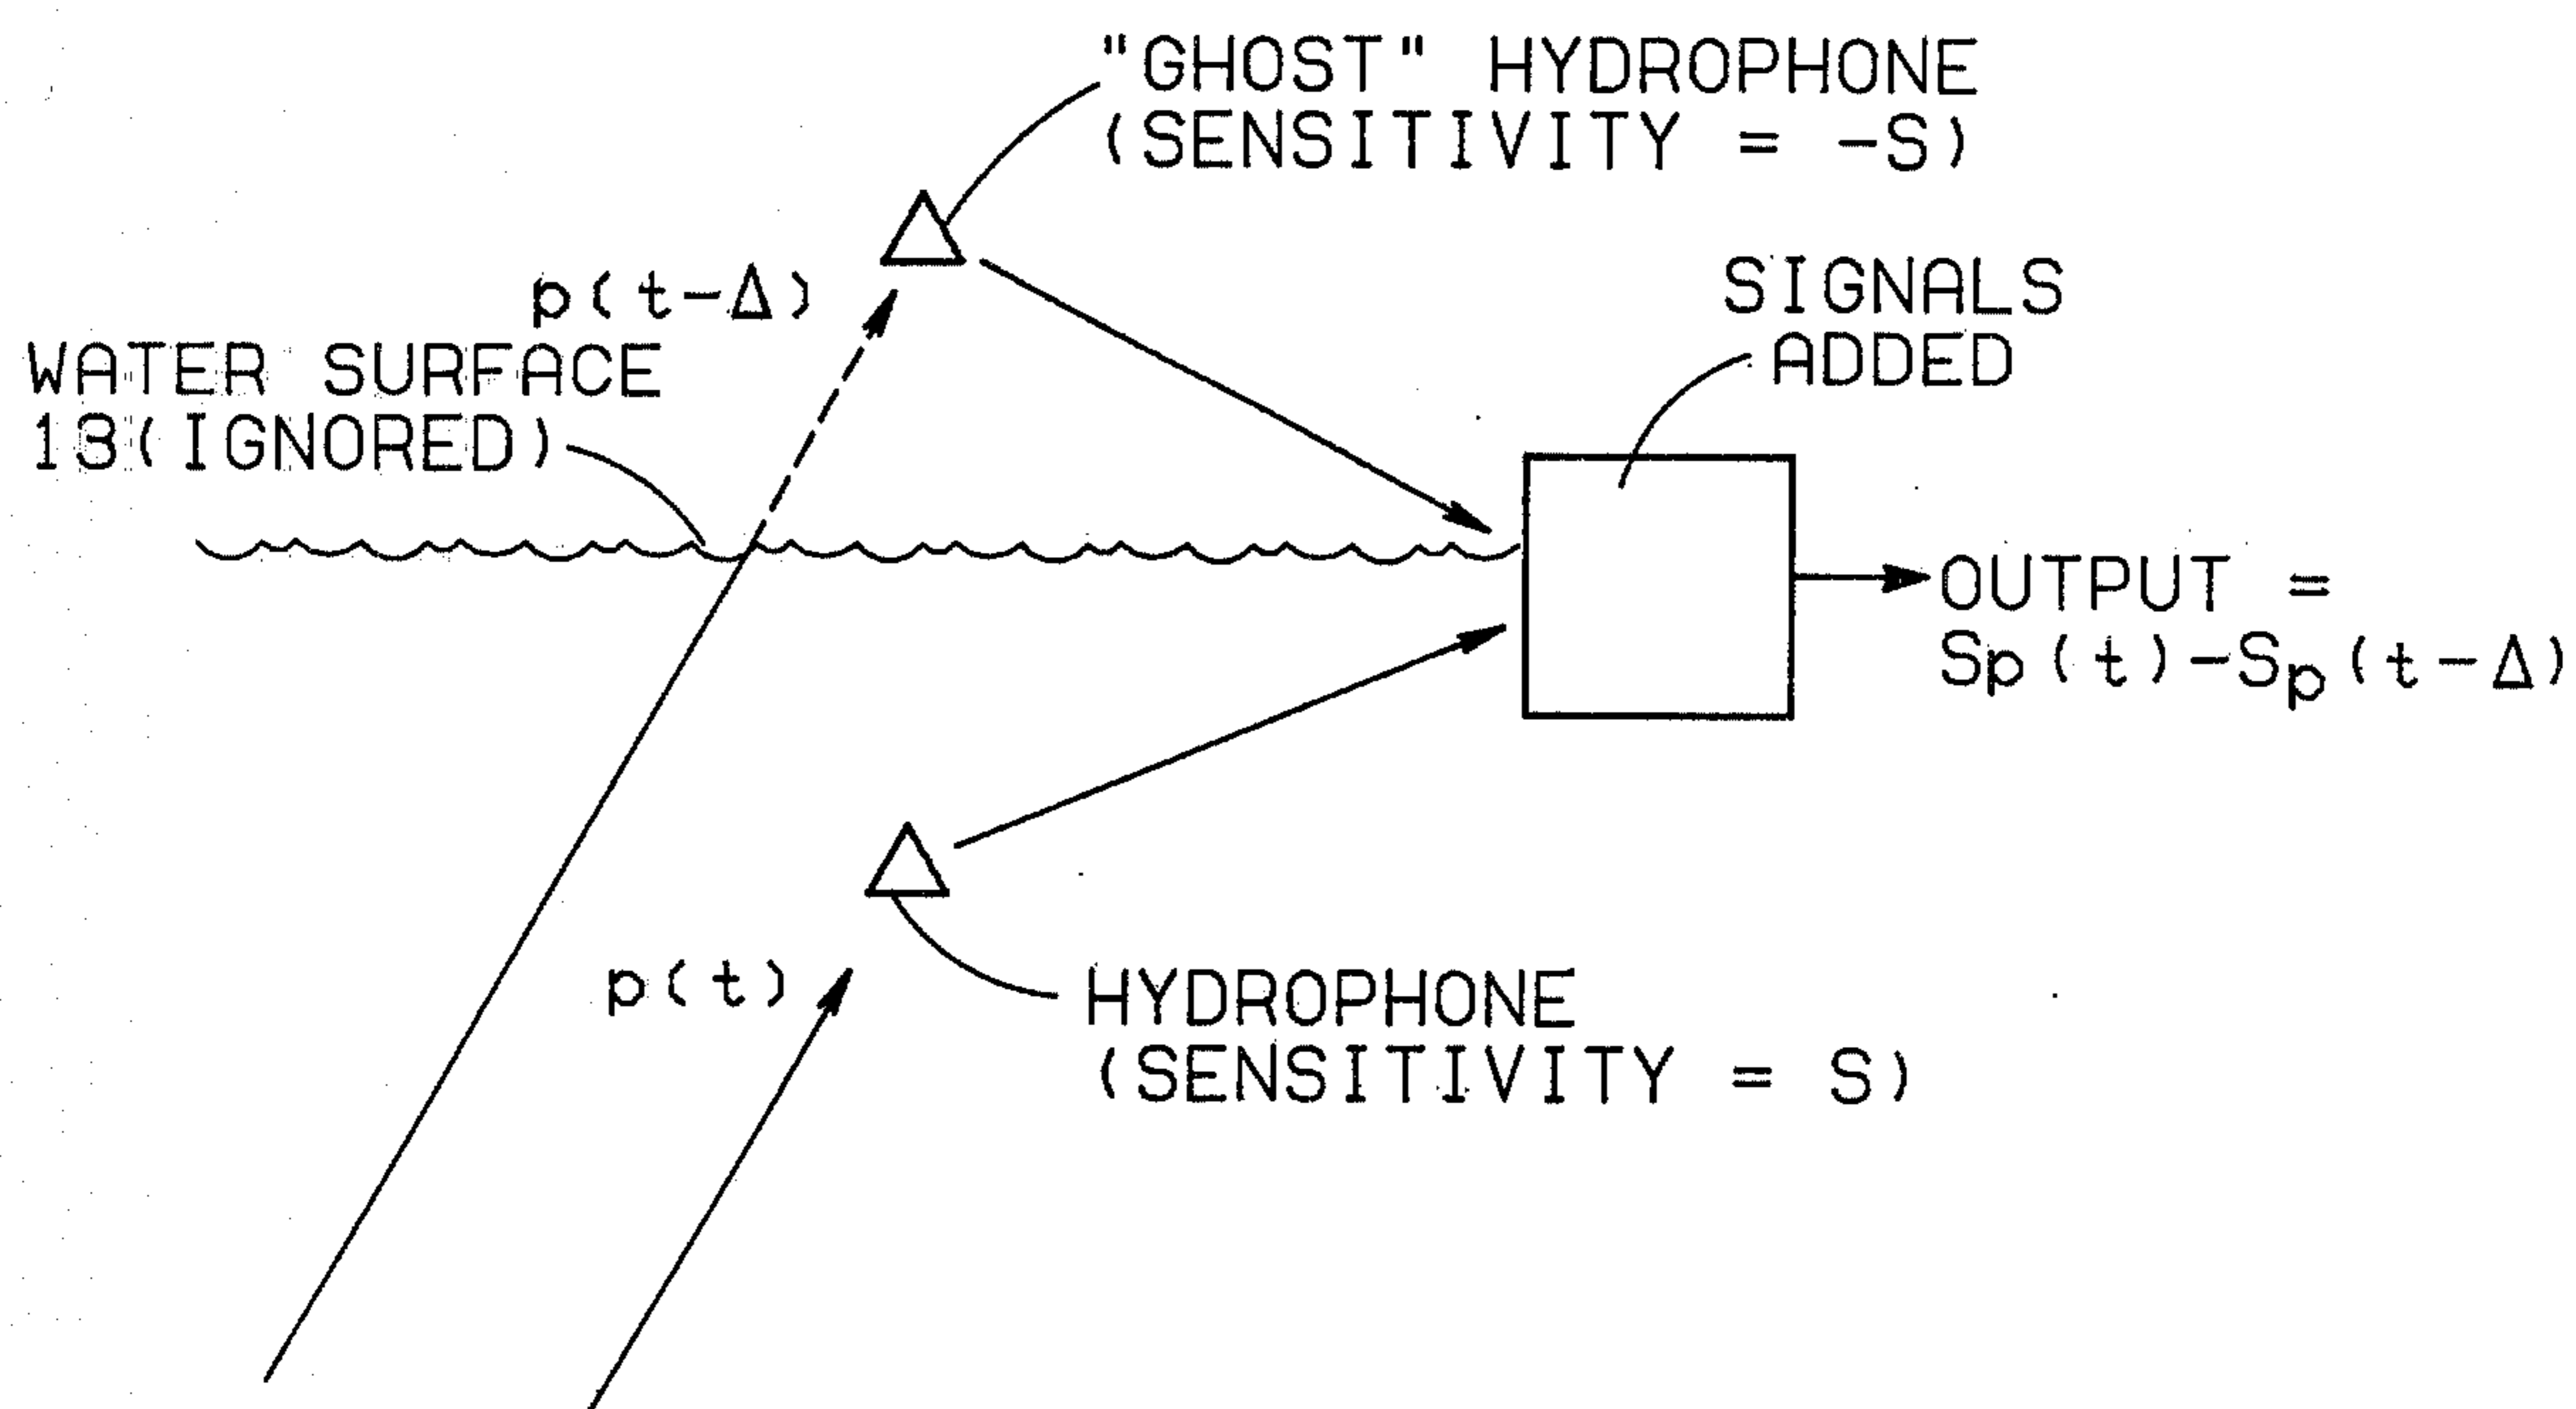 "GHOST" HYDROPHONE
(SENSITIVITY = -S)
p(t-Δ)
SIGNALS
ADDED
WATER SURFACE
13(IGNORED)
OUTPUT =
Sp(t)-Sp(t-Δ)
p(t)
HYDROPHONE
(SENSITIVITY = S)